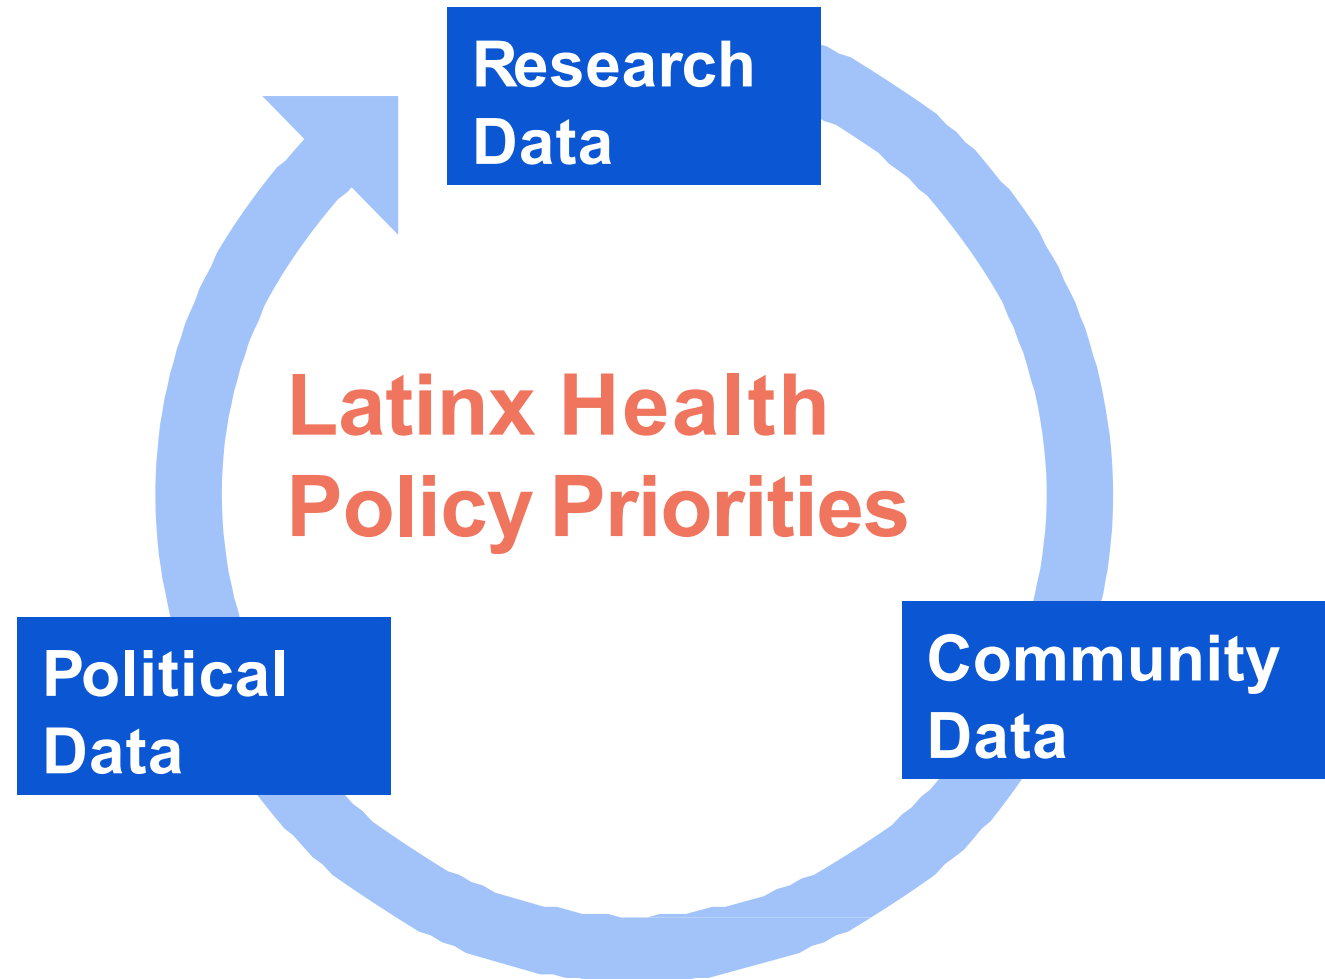 Research
Data
Latinx Health
Policy Priorities
Political
Data
Community
Data